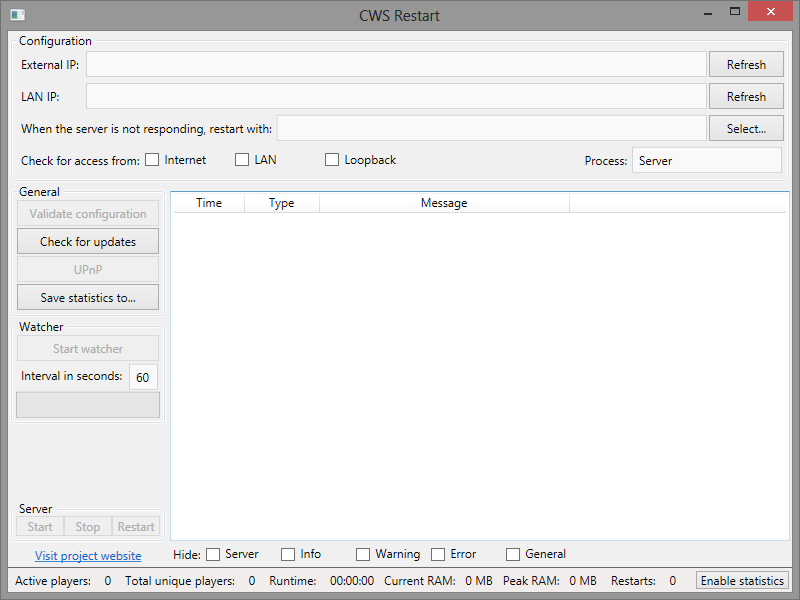 CWS Restart
Configuration
External IP: Refresh
LAN IP: Refresh
When the server is not responding, restart with: Select...
Check for access from: Internet LAN Loopback Process: Server
General
Validate configuration
Check for updates
UPnP
Save statistics to...
Watcher
Start watcher
Interval in seconds: 60
Server
Start Stop Restart
Visit project website
Time Type Message
Hide: Server Info Warning Error General
Active players: 0 Total unique players: 0 Runtime: 00:00:00 Current RAM: 0 MB Peak RAM: 0 MB Restarts: 0 Enable statistics